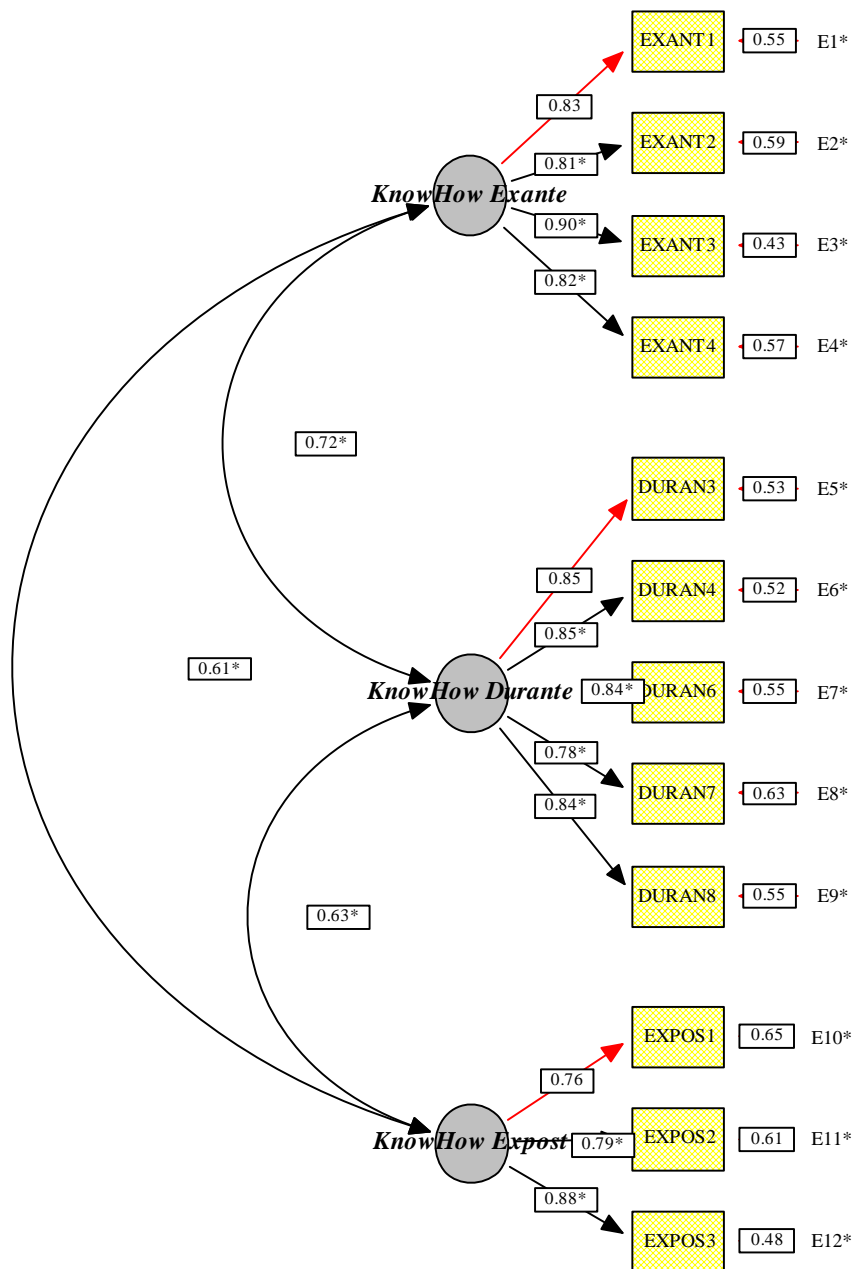 EXANT1 0.55 E1*
0.83
EXANT2 0.59 E2*
0.81*
KnowHow Exante
0.90*
EXANT3 0.43 E3*
0.82*
EXANT4 0.57 E4*
0.72*
DURAN3 0.53 E5*
0.85
DURAN4 0.52 E6*
0.85*
0.61*
KnowHow Durante 0.84* DURAN6 0.55 E7*
0.78*
DURAN7 0.63 E8*
0.84*
DURAN8 0.55 E9*
0.63*
EXPOS1 0.65 E10*
0.76
KnowHow Expost 0.79* EXPOS2 0.61 E11*
0.88*
EXPOS3 0.48 E12*